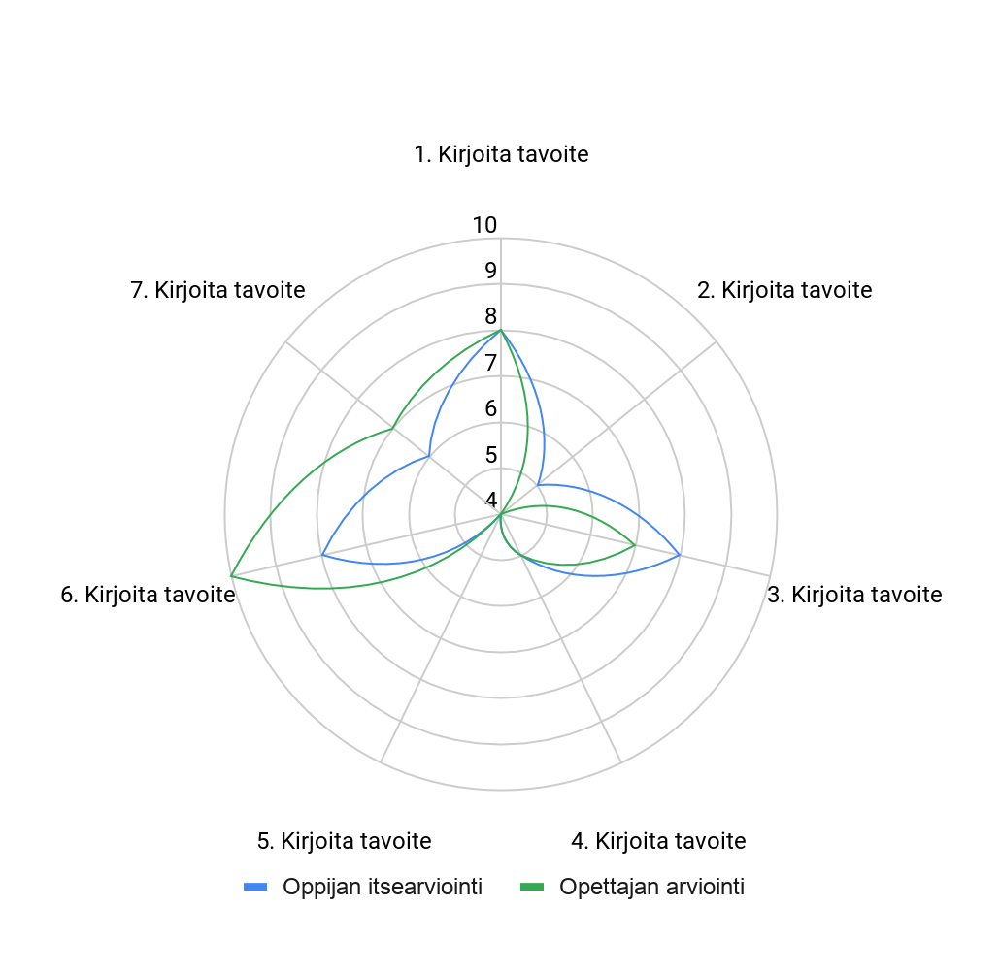 1. Kirjoita tavoite
10
9
8
7
6
5
4
7. Kirjoita tavoite
2. Kirjoita tavoite
6. Kirjoita tavoite
3. Kirjoita tavoite
5. Kirjoita tavoite
4. Kirjoita tavoite
Oppijan itsearviointi
Opettajan arviointi